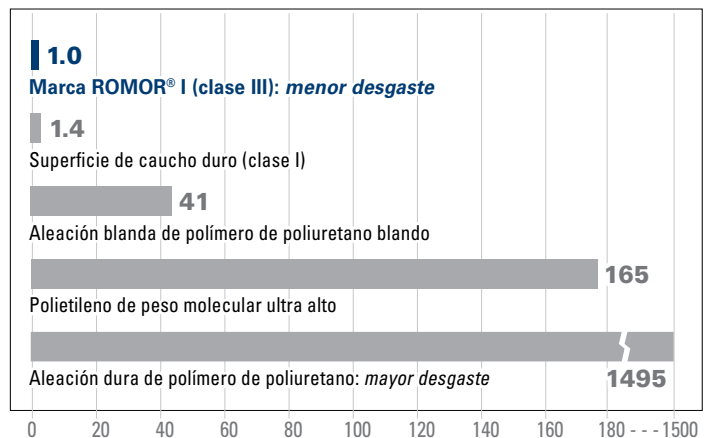 1.0
Marca ROMOR® I (clase III): menor desgaste
1.4
Superficie de caucho duro (clase I)
41
Aleación blanda de polímero de poliuretano blando
165
Polietileno de peso molecular ultra alto
1495
Aleación dura de polímero de poliuretano: mayor desgaste
0 20 40 60 80 100 120 140 160 180 - - - 1500